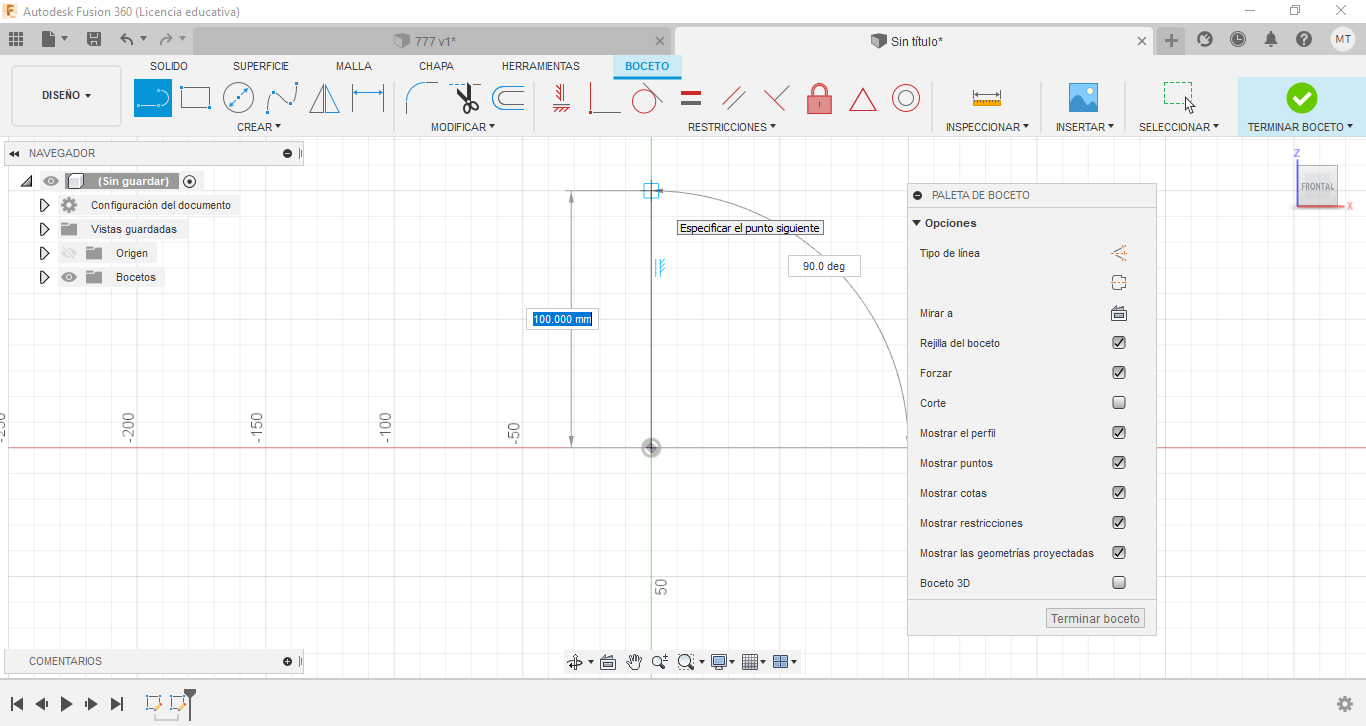 Autodesk Fusion 360 (Licencia educativa)
777 v1*
Sin título*
MT
SOLIDO SUPERFICIE MALLA CHAPA HERRAMIENTAS BOCETO
DISEÑO
CREAR MODIFICAR RESTRICCIONES INSPECCIONAR INSERTAR SELECCIONAR TERMINAR BOCETO
NAVEGADOR
(Sin guardar)
Configuración del documento
Vistas guardadas
Origen
Bocetos
Z
FRONTAL
X
Especificar el punto siguiente
90.0 deg
100.000 mm
-200
-150
-100
-50
50
PALETA DE BOCETO
Opciones
Tipo de línea
Mirar a
Rejilla del boceto
Forzar
Corte
Mostrar el perfil
Mostrar puntos
Mostrar cotas
Mostrar restricciones
Mostrar las geometrías proyectadas
Boceto 3D
Terminar boceto
COMENTARIOS